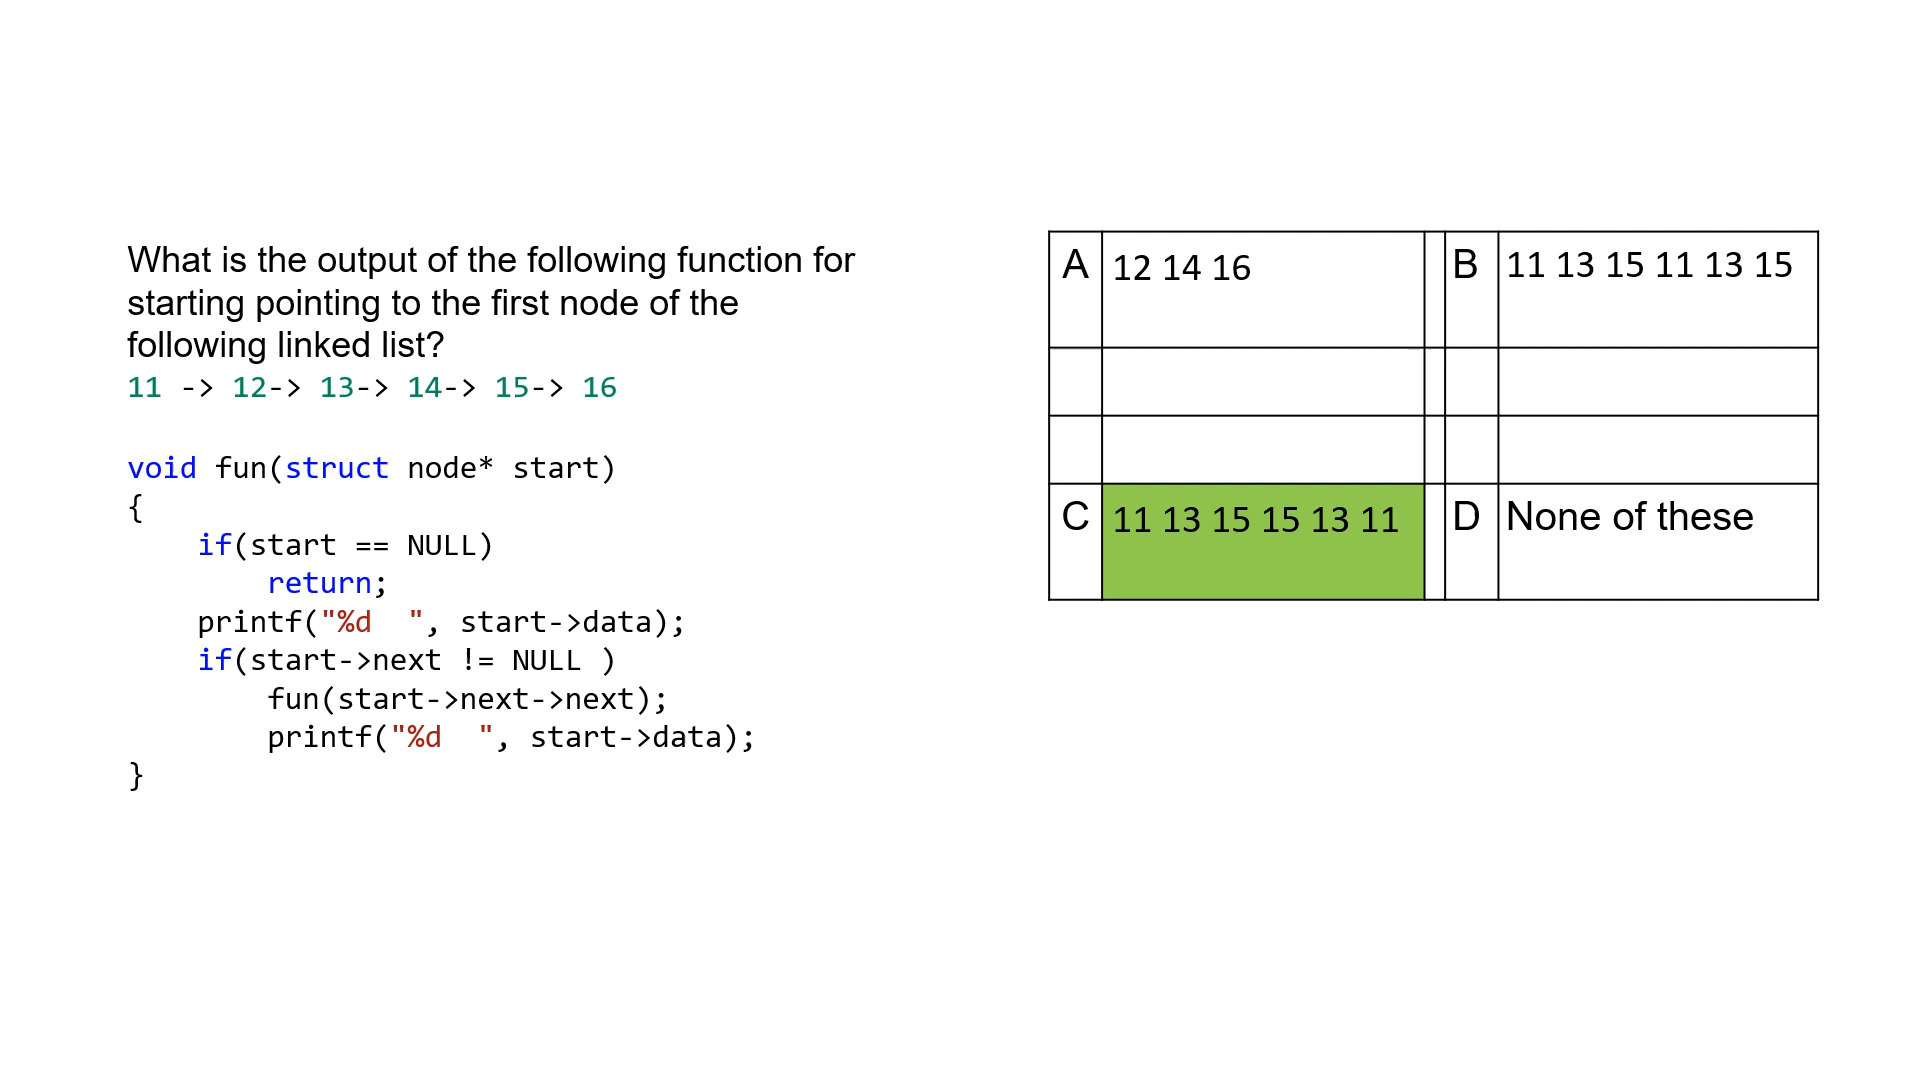 What is the output of the following function for
starting pointing to the first node of the
following linked list?
11 -> 12-> 13-> 14-> 15-> 16
void fun(struct node* start)
{
    if(start == NULL)
        return;
    printf("%d  ", start->data);
    if(start->next != NULL )
        fun(start->next->next);
        printf("%d  ", start->data);
}
A 12 14 16 B 11 13 15 11 13 15
C 11 13 15 15 13 11 D None of these